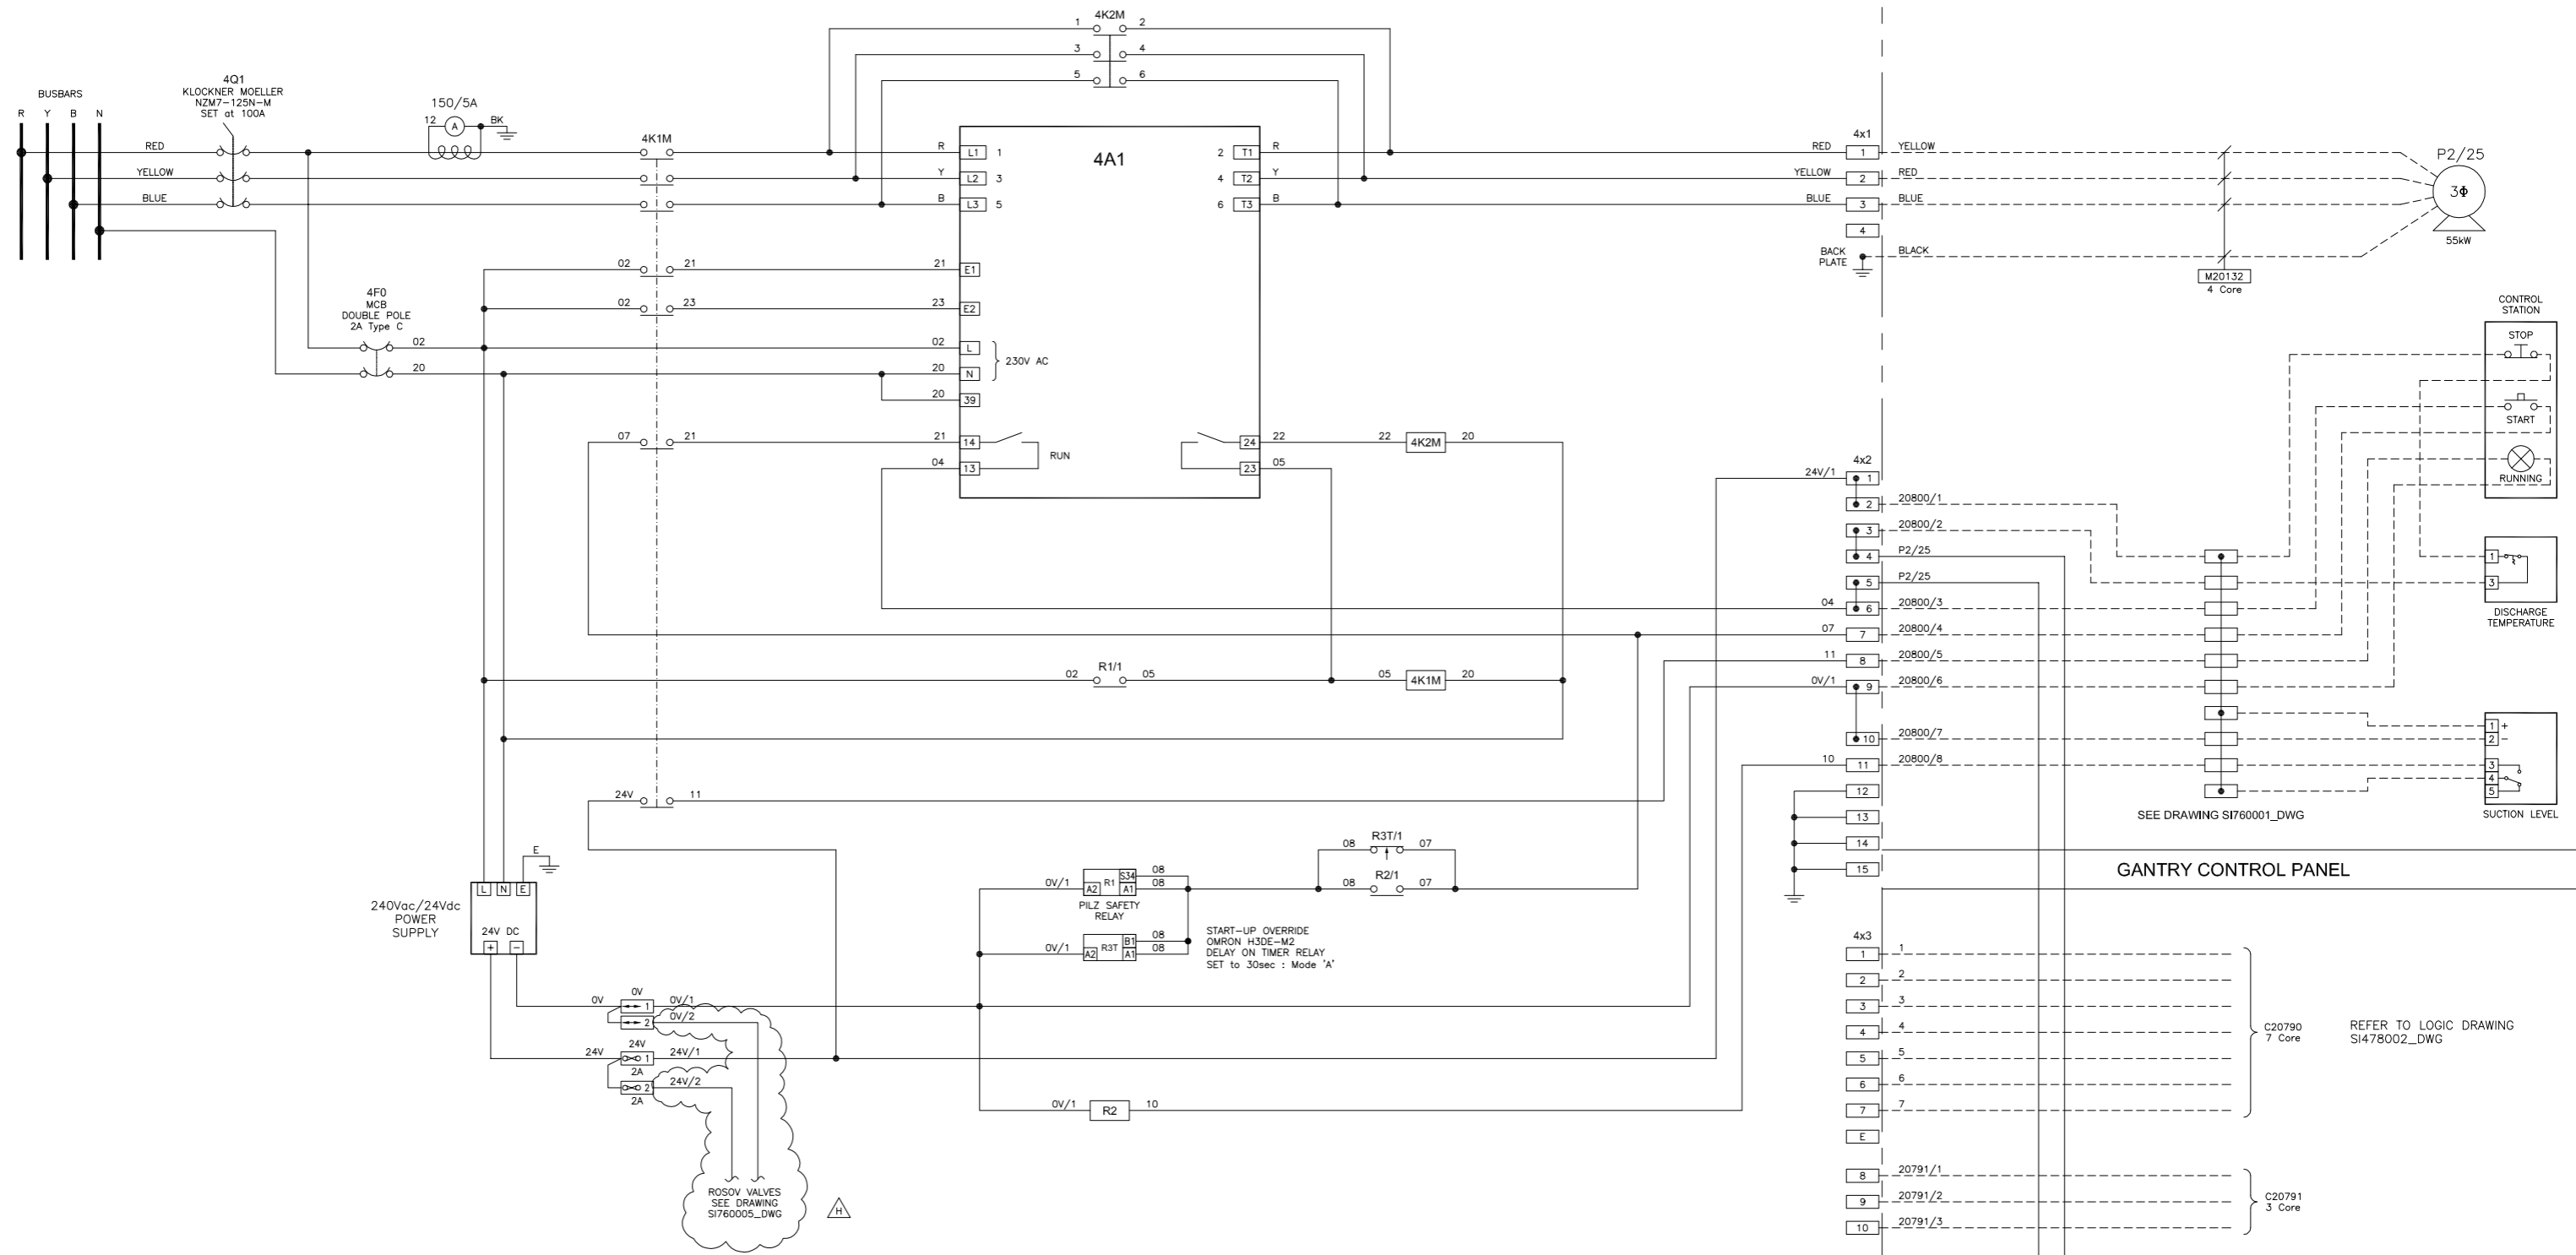 BUSBARS
R Y B N
4Q1
KLOCKNER MOELLER
NZM7-125N-M
SET at 100A
RED
YELLOW
BLUE
150/5A
12 A BK
4K1M
4K2M
1 2
3 4
5 6
4A1
R L1 1
Y L2 3
B L3 5
2 T1 R
4 T2 Y
6 T3 B
02 21 21 E1
02 23 23 E2
4F0
MCB
DOUBLE POLE
2A Type C
02 02 L
20 20 N
230V AC
20 39
07 21 21 14
04 13
RUN
24 22 22 4K2M 20
23 05
R1/1
02 05 05 4K1M 20
24V 11
240Vac/24Vdc
POWER
SUPPLY
L N E
E
24V DC
+ -
0V
0V 1 0V/1
2 0V/2
24V
24V 1 24V/1
2A
2 24V/2
2A
ROSOV VALVES
SEE DRAWING
SI760005_DWG
H
0V/1 A2 R1 S34 08
A1 08
PILZ SAFETY
RELAY
0V/1 A2 R3T B1 08
A1 08
START-UP OVERRIDE
OMRON H3DE-M2
DELAY ON TIMER RELAY
SET to 30sec : Mode 'A'
R3T/1
08 07
R2/1
08 07
0V/1 R2 10
4x1
RED 1 YELLOW
YELLOW 2 RED
BLUE 3 BLUE
4
BACK
PLATE
BLACK
M20132
4 Core
P2/25
3Φ
55kW
4x2
24V/1 1
2 20800/1
3 20800/2
4 P2/25
5 P2/25
04 6 20800/3
07 7 20800/4
11 8 20800/5
0V/1 9 20800/6
10 20800/7
10 11 20800/8
12
13
14
15
CONTROL
STATION
STOP
START
RUNNING
1
3
DISCHARGE
TEMPERATURE
1 +
2 -
3
4
5
SUCTION LEVEL
SEE DRAWING SI760001_DWG
GANTRY CONTROL PANEL
4x3
1 1
2 2
3 3
4 4
5 5
6 6
7 7
E
C20790
7 Core
REFER TO LOGIC DRAWING
SI478002_DWG
8 20791/1
9 20791/2
10 20791/3
C20791
3 Core